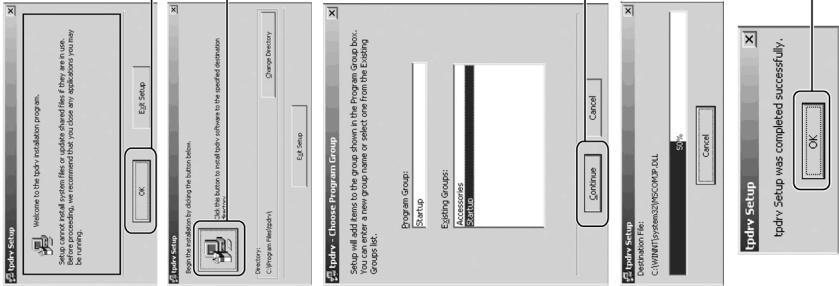 tpdrv Setup
Welcome to the tpdrv installation program.
Setup cannot install system files or update shared files if they are in use.
Before proceeding, we recommend that you close any applications you may
be running.
OK
Exit Setup
tpdrv Setup
Begin the installation by clicking the button below.
Click this button to install tpdrv software to the specified destination
Directory:
C:\Program Files\tpdrv\
Change Directory
Exit Setup
tpdrv - Choose Program Group
Setup will add items to the group shown in the Program Group box.
You can enter a new group name or select one from the Existing
Groups list.
Program Group:
Startup
Existing Groups:
Accessories
Startup
Continue
Cancel
tpdrv Setup
Destination File:
C:\WINNT\system32\MSCOMJP.DLL
50%
Cancel
tpdrv Setup
tpdrv Setup was completed successfully.
OK